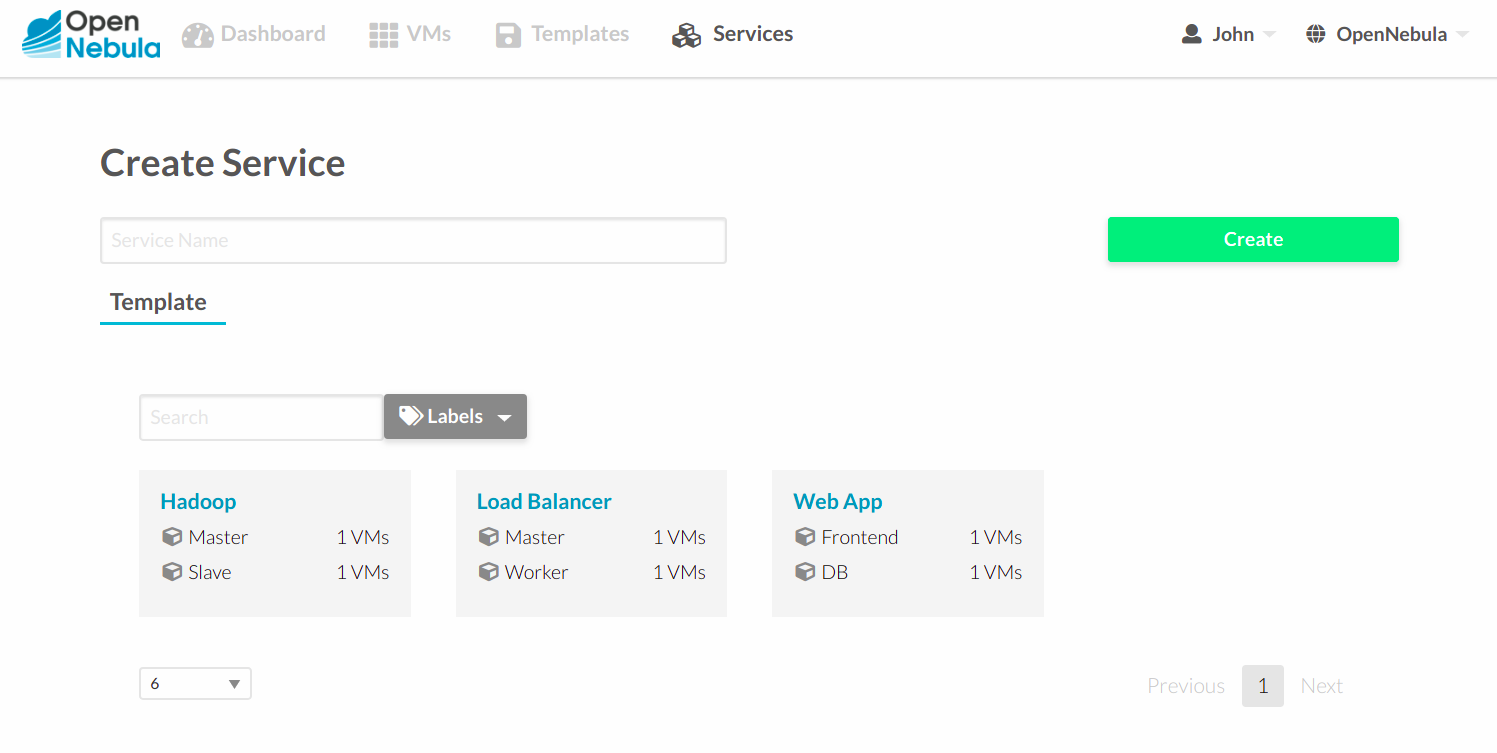 Open
Nebula
Dashboard
VMs
Templates
Services
John
OpenNebula
Create Service
Service Name
Create
Template
Search
Labels
Hadoop
Master 1 VMs
Slave 1 VMs
Load Balancer
Master 1 VMs
Worker 1 VMs
Web App
Frontend 1 VMs
DB 1 VMs
6
Previous 1 Next